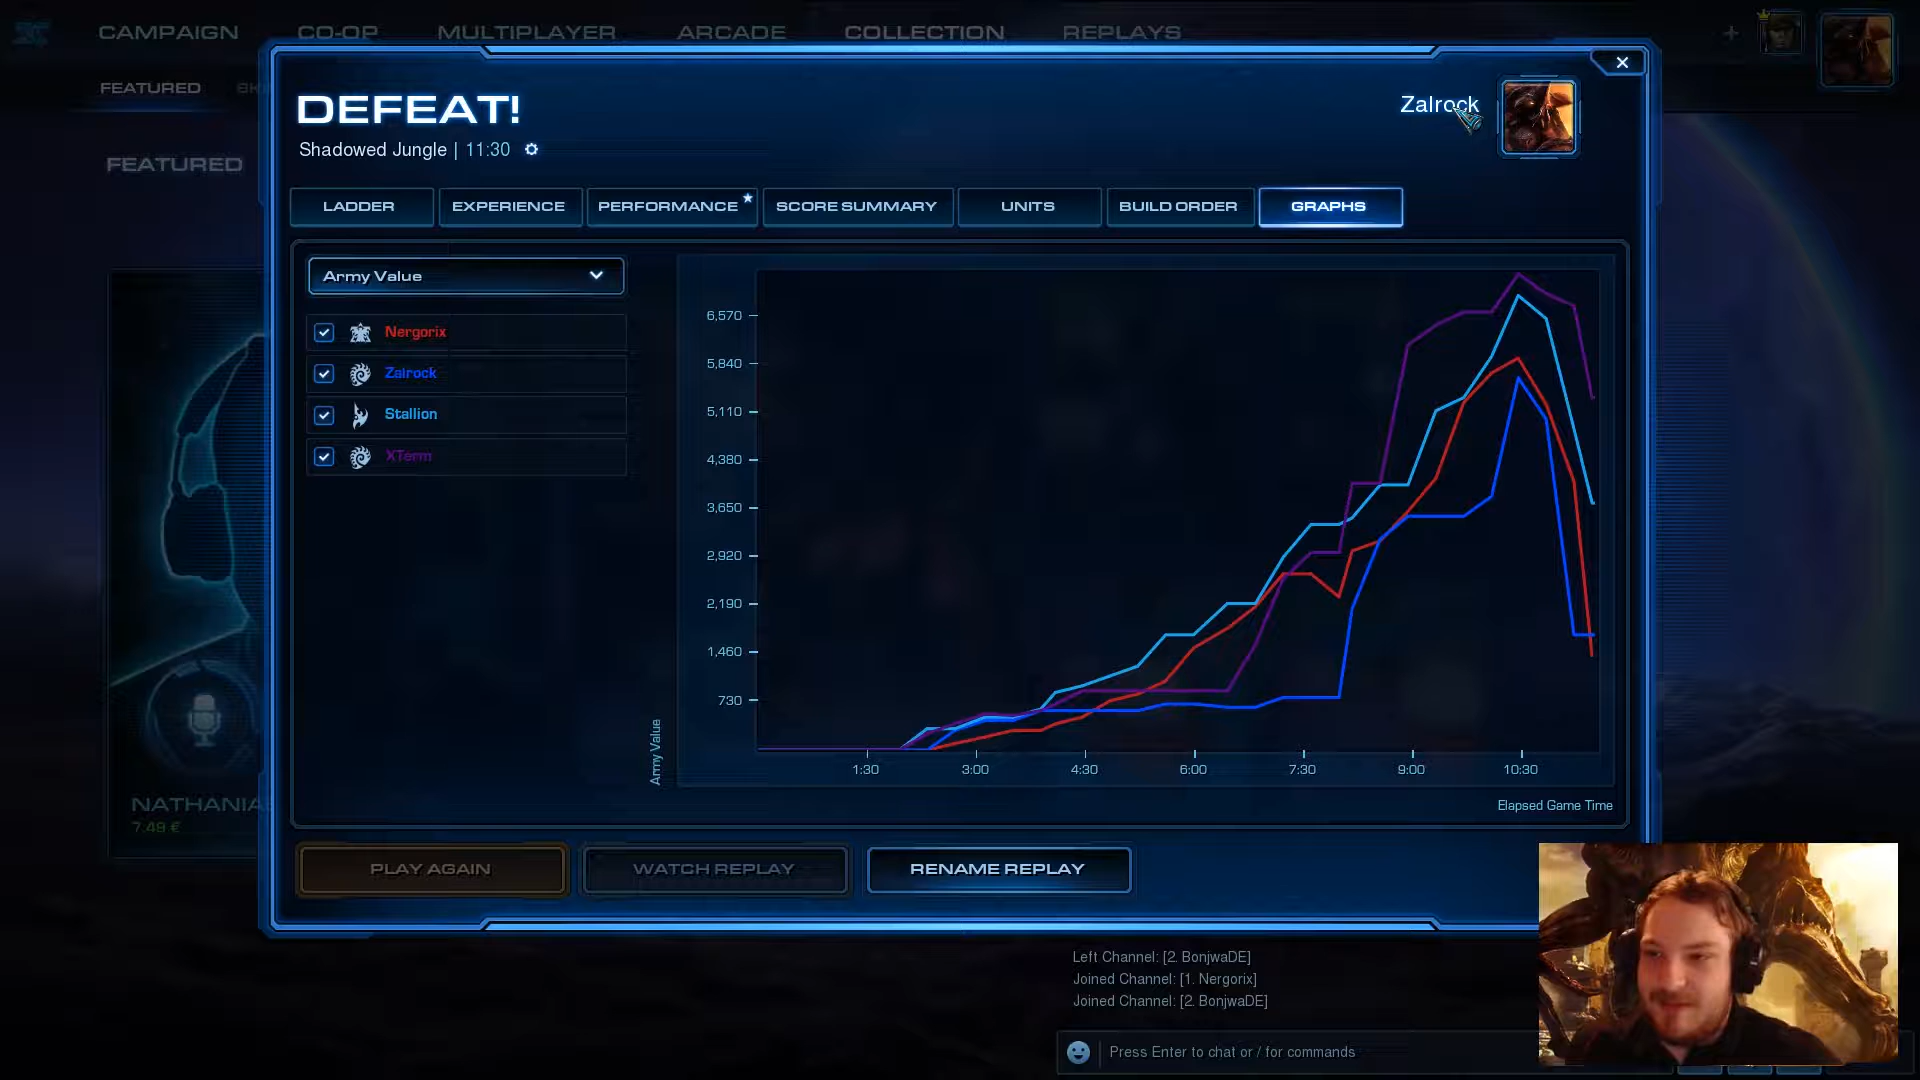 CAMPAIGN CO-OP MULTIPLAYER ARCADE COLLECTION REPLAYS
FEATURED
FEATURED
DEFEAT!
Zalrock
Shadowed Jungle | 11:30
LADDER EXPERIENCE PERFORMANCE SCORE SUMMARY UNITS BUILD ORDER GRAPHS
Army Value
Nergorix
Zalrock
Stallion
XTerm
6,570
5,840
5,110
4,380
3,650
2,920
2,190
1,460
730
Army Value
1:30 3:00 4:30 6:00 7:30 9:00 10:30
Elapsed Game Time
7.49 €
PLAY AGAIN WATCH REPLAY RENAME REPLAY
Left Channel: [2. BonjwaDE]
Joined Channel: [1. Nergorix]
Joined Channel: [2. BonjwaDE]
Press Enter to chat or / for commands